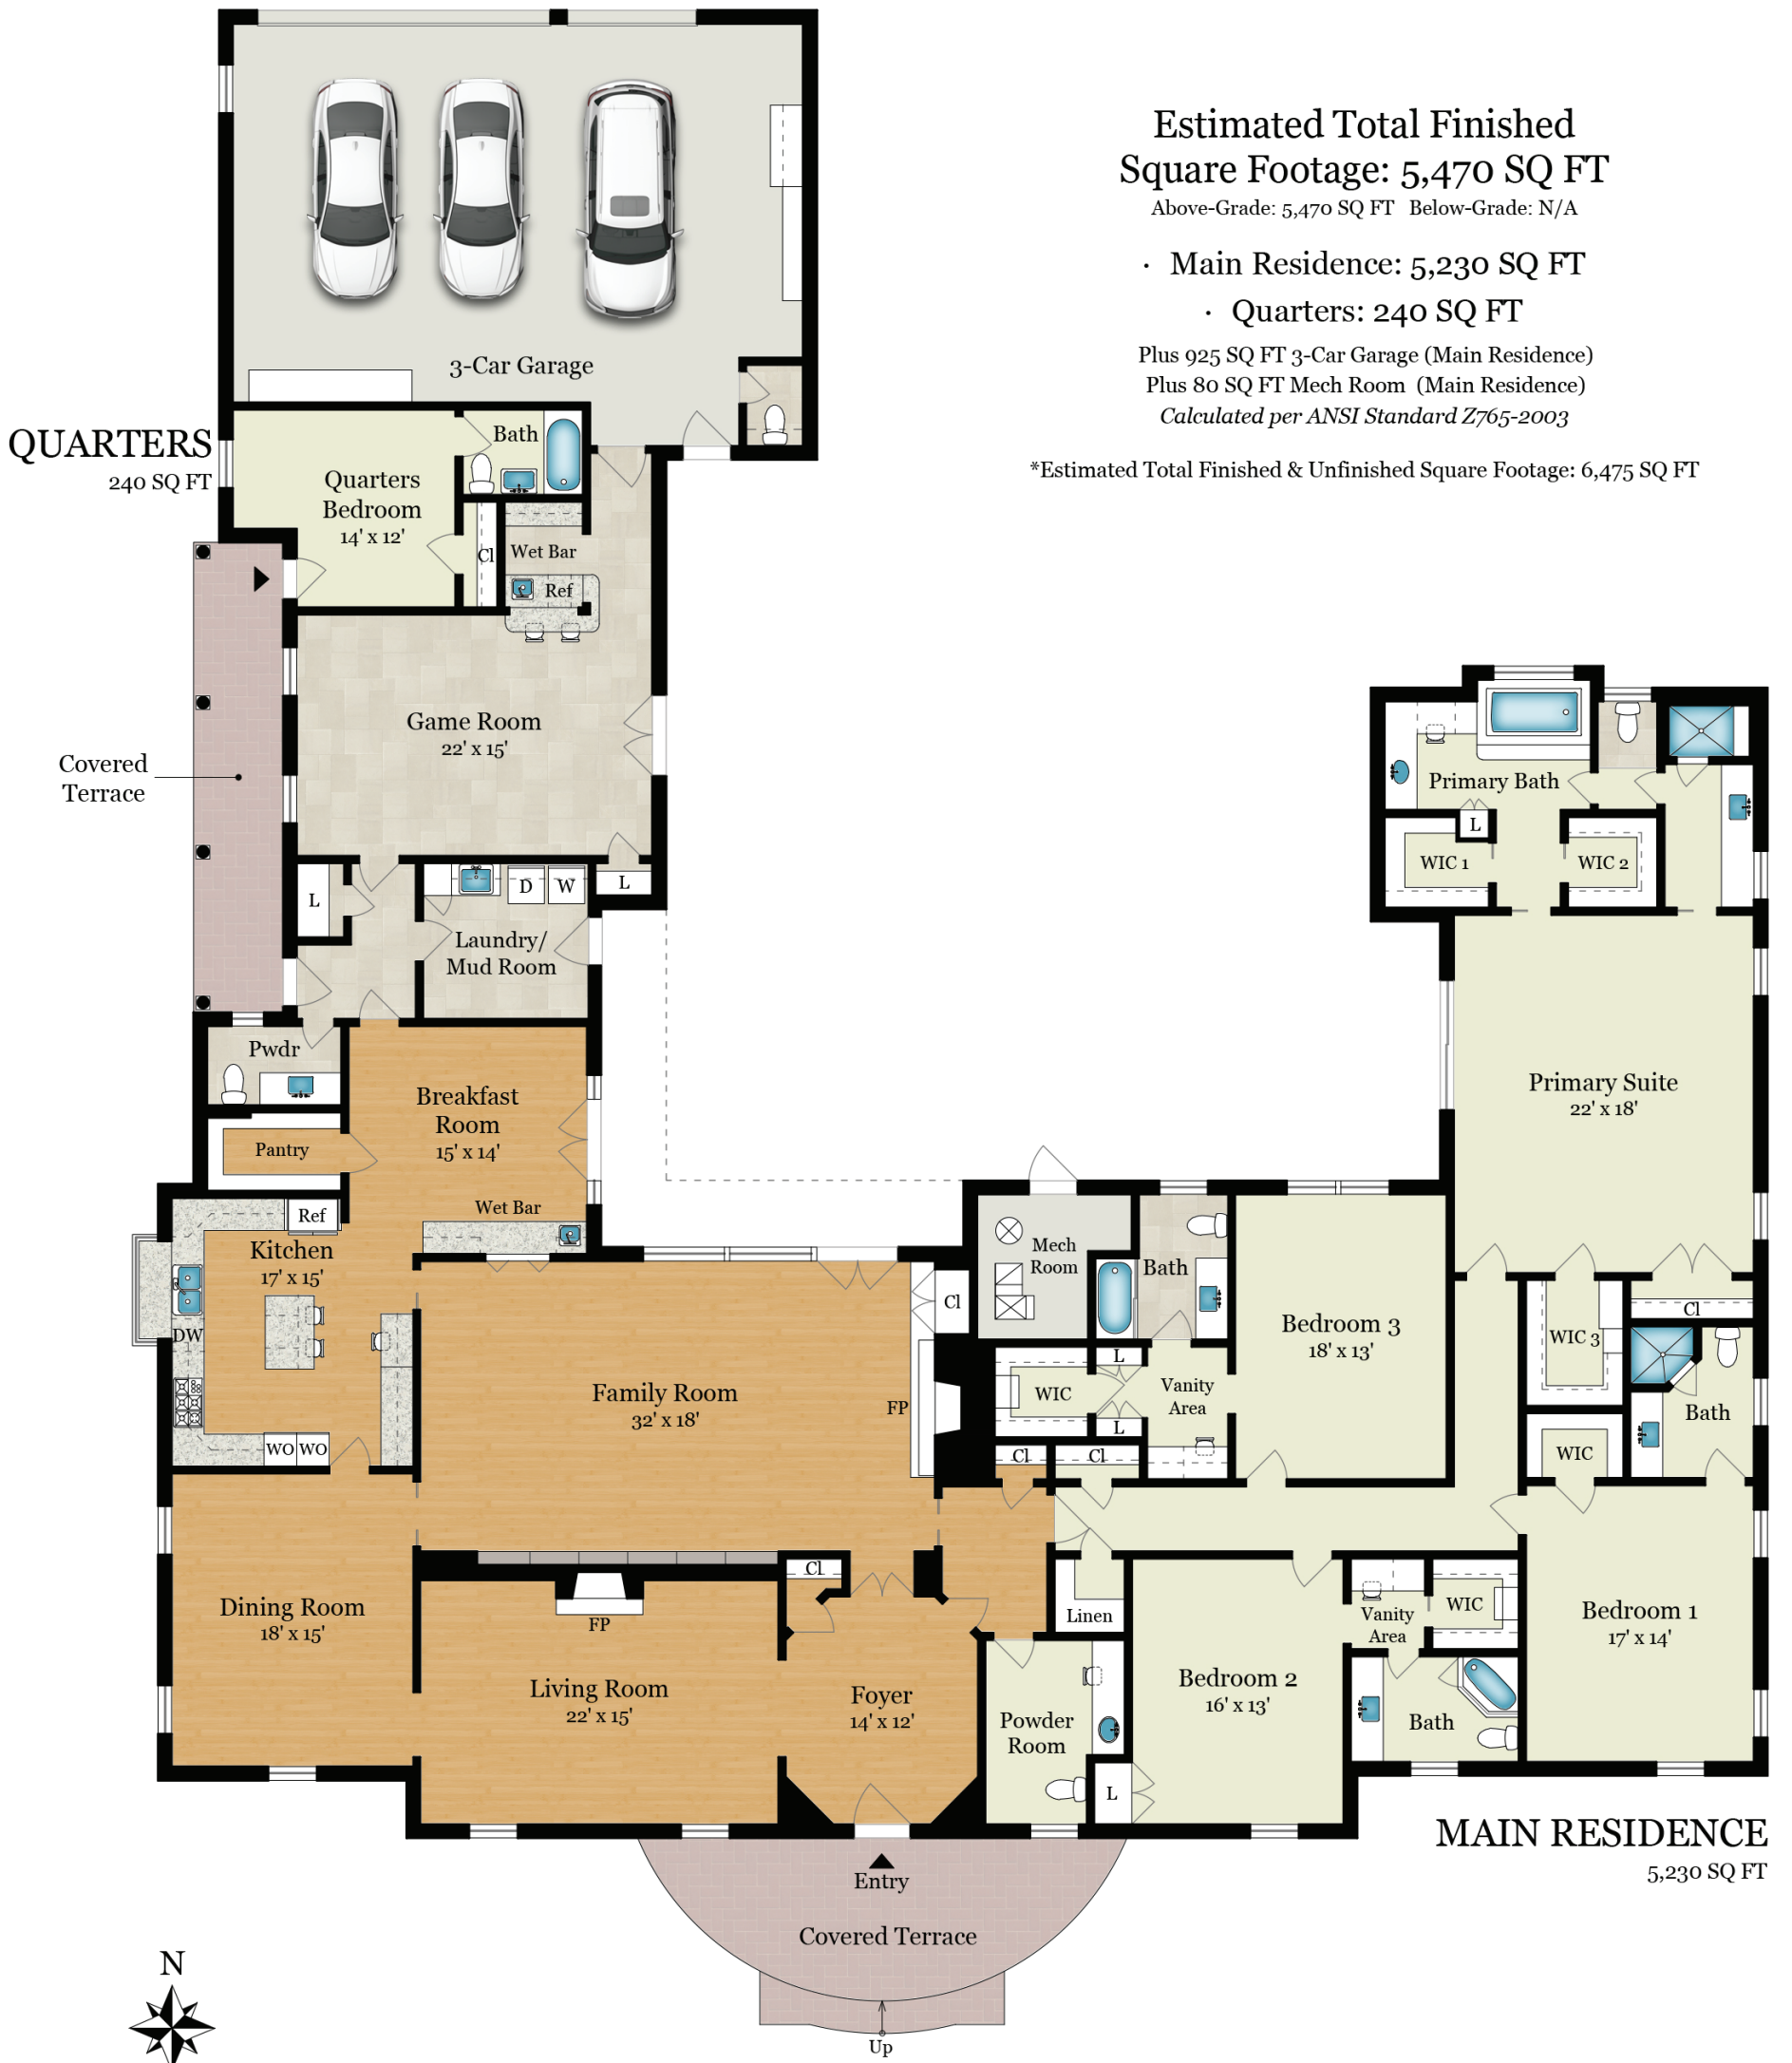 Estimated Total Finished
Square Footage: 5,470 SQ FT
Above-Grade: 5,470 SQ FT Below-Grade: N/A
· Main Residence: 5,230 SQ FT
· Quarters: 240 SQ FT
Plus 925 SQ FT 3-Car Garage (Main Residence)
Plus 80 SQ FT Mech Room (Main Residence)
Calculated per ANSI Standard Z765-2003
*Estimated Total Finished & Unfinished Square Footage: 6,475 SQ FT
3-Car Garage
QUARTERS
240 SQ FT
Bath
Quarters
Bedroom
14' x 12'
Cl
Wet Bar
Ref
Game Room
22' x 15'
Covered
Terrace
L
D
W
L
Laundry/
Mud Room
Pwdr
Breakfast
Room
15' x 14'
Pantry
Wet Bar
Ref
Kitchen
17' x 15'
DW
WO
WO
Family Room
32' x 18'
Cl
FP
Dining Room
18' x 15'
FP
Living Room
22' x 15'
Cl
Foyer
14' x 12'
Primary Bath
L
WIC 1
WIC 2
Primary Suite
22' x 18'
Mech
Room
Bath
Bedroom 3
18' x 13'
L
WIC
Vanity
Area
L
Cl
Cl
Cl
WIC 3
Bath
WIC
Linen
Bedroom 2
16' x 13'
L
Powder
Room
Vanity
Area
WIC
Bath
Bedroom 1
17' x 14'
MAIN RESIDENCE
5,230 SQ FT
Entry
Covered Terrace
Up
N